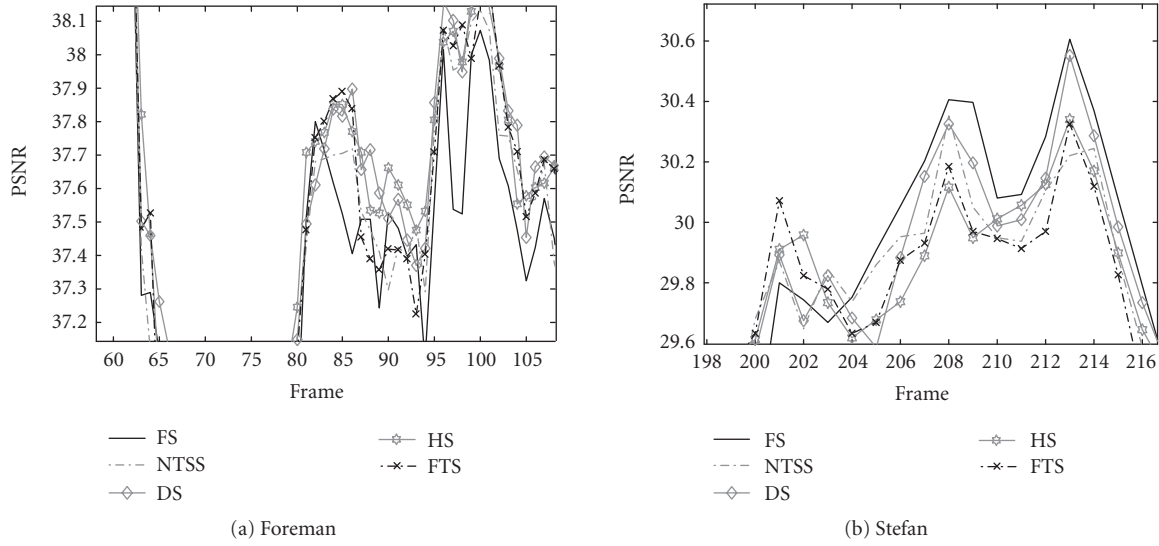 38.1
38
37.9
37.8
37.7
37.6
37.5
37.4
37.3
37.2
PSNR
60 65 70 75 80 85 90 95 100 105
Frame
FS
NTSS
DS
HS
FTS
(a) Foreman
30.6
30.4
30.2
30
29.8
29.6
PSNR
198 200 202 204 206 208 210 212 214 216
Frame
FS
NTSS
DS
HS
FTS
(b) Stefan